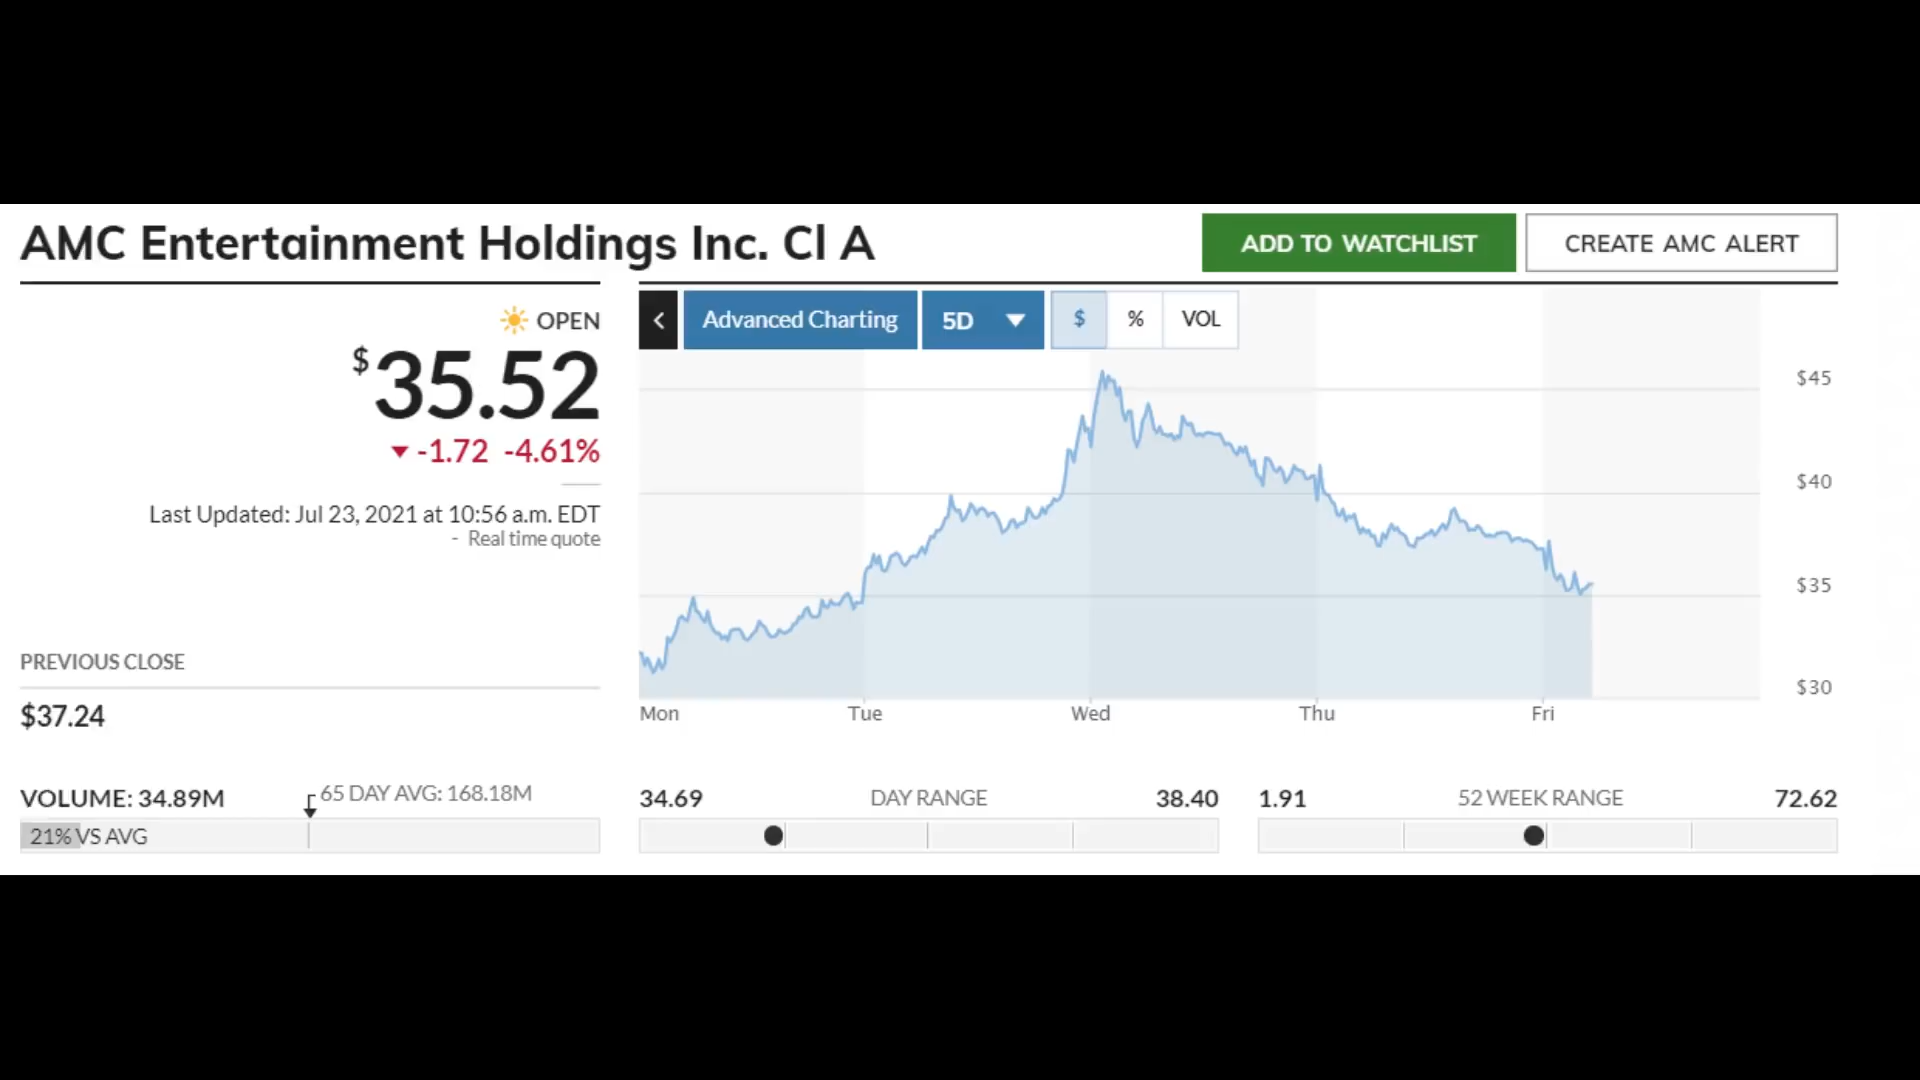 AMC Entertainment Holdings Inc. Cl A
ADD TO WATCHLIST
CREATE AMC ALERT
OPEN
$35.52
-1.72 -4.61%
Last Updated: Jul 23, 2021 at 10:56 a.m. EDT
- Real time quote
PREVIOUS CLOSE
$37.24
VOLUME: 34.89M
65 DAY AVG: 168.18M
21% VS AVG
< Advanced Charting 5D $ % VOL
$45
$40
$35
$30
Mon Tue Wed Thu Fri
34.69 DAY RANGE 38.40
1.91 52 WEEK RANGE 72.62